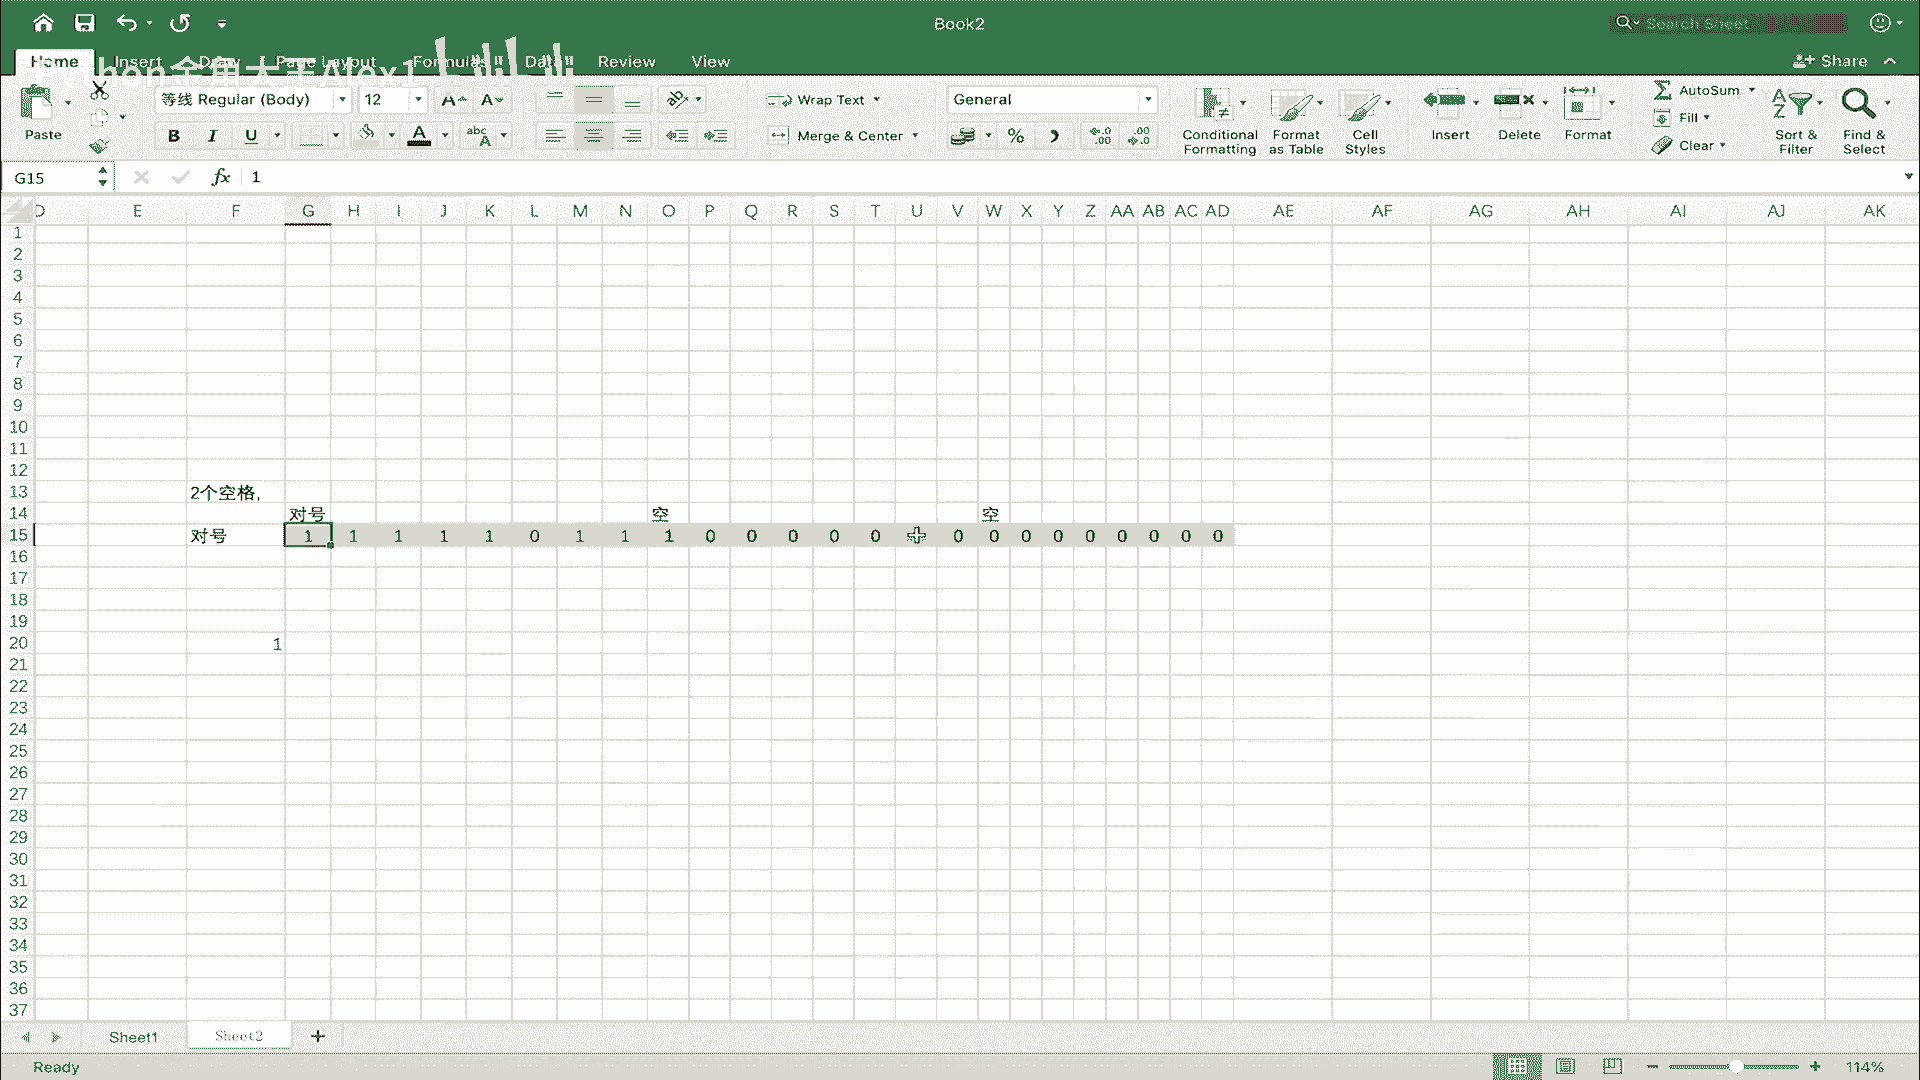 Book2
Search Sheet
Home Insert Draw Page Layout Formulas Data Review View
Share
Paste
等线 Regular (Body) 12
Wrap Text
Merge & Center
General
Conditional Formatting
Format as Table
Cell Styles
Insert
Delete
Format
AutoSum
Fill
Clear
Sort & Filter
Find & Select
G15 fx 1
D E F G H I J K L M N O P Q R S T U V W X Y Z AA AB AC AD AE AF AG AH AI AJ AK
1
2
3
4
5
6
7
8
9
10
11
12
13 2个空格,
14 对号 空 空
15 对号 1 1 1 1 1 0 1 1 1 0 0 0 0 0 0 0 0 0 0 0 0 0
16
17
18
19
20 1
21
22
23
24
25
26
27
28
29
30
31
32
33
34
35
36
37
Sheet1 Sheet2 +
Ready
114%